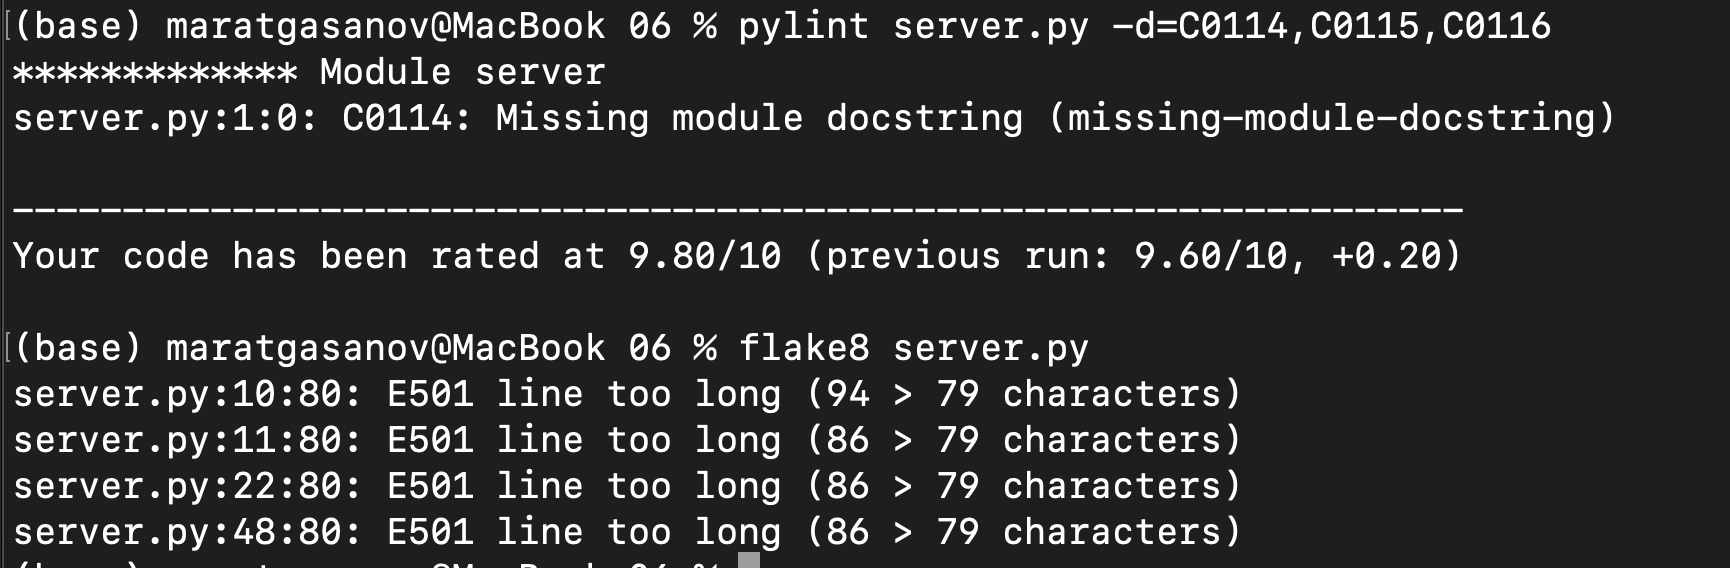 [(base) maratgasanov@MacBook 06 % pylint server.py -d=C0114,C0115,C0116
************* Module server
server.py:1:0: C0114: Missing module docstring (missing-module-docstring)
------------------------------------------------------------------
Your code has been rated at 9.80/10 (previous run: 9.60/10, +0.20)
[(base) maratgasanov@MacBook 06 % flake8 server.py
server.py:10:80: E501 line too long (94 > 79 characters)
server.py:11:80: E501 line too long (86 > 79 characters)
server.py:22:80: E501 line too long (86 > 79 characters)
server.py:48:80: E501 line too long (86 > 79 characters)
(base) maratgasanov@MacBook 06 %